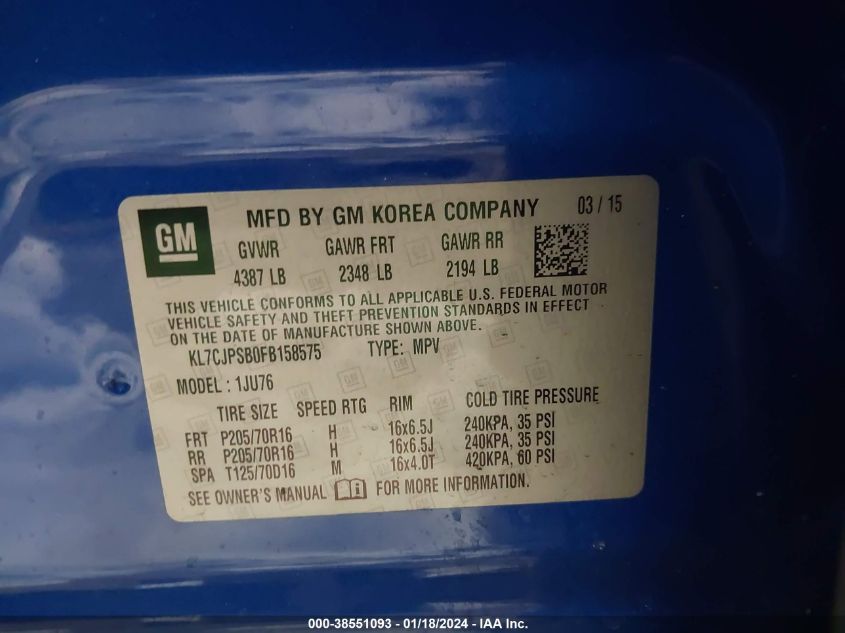 GM
MFD BY GM KOREA COMPANY 03 / 15
GVWR GAWR FRT GAWR RR
4387 LB 2348 LB 2194 LB
THIS VEHICLE CONFORMS TO ALL APPLICABLE U.S. FEDERAL MOTOR
VEHICLE SAFETY AND THEFT PREVENTION STANDARDS IN EFFECT
ON THE DATE OF MANUFACTURE SHOWN ABOVE.
KL7CJPSB0FB158575 TYPE: MPV
MODEL : 1JU76
TIRE SIZE SPEED RTG RIM COLD TIRE PRESSURE
FRT P205/70R16 H 16x6.5J 240KPA, 35 PSI
RR P205/70R16 H 16x6.5J 240KPA, 35 PSI
SPA T125/70D16 M 16x4.0T 420KPA, 60 PSI
SEE OWNER'S MANUAL FOR MORE INFORMATION.
000-38551093 - 01/18/2024 - IAA Inc.